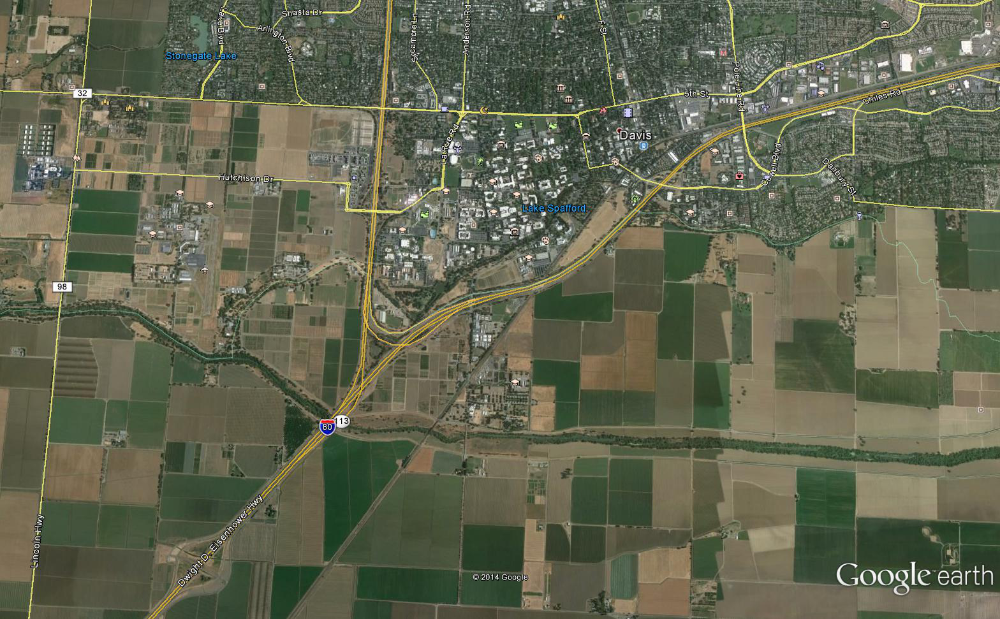 Shasta Dr
Lake Blvd
Arlington Blvd
Sycamore Ln
Anderson Rd
F St
Stonegate Lake
Pole Line Rd
32
5th St
Chiles Rd
La Rue Rd
Davis
Cowell Blvd
Danbury St
Hutchison Dr
Lake Spafford
98
80
113
Lincoln Hwy
Dwight D. Eisenhower Hwy
© 2014 Google
Google earth